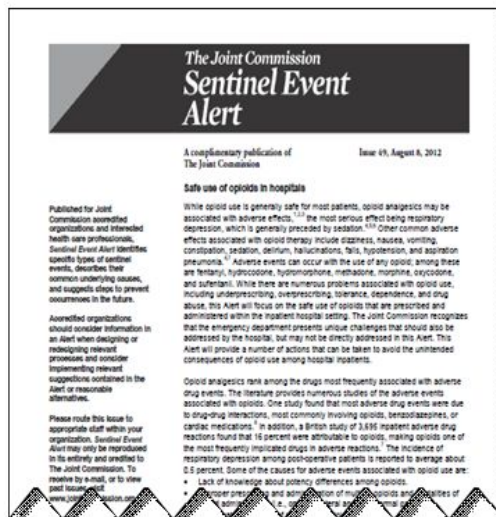 The Joint Commission
Sentinel Event
Alert
A complimentary publication of
The Joint Commission
Issue 49, August 8, 2012
Published for Joint
Commission accredited
organizations and interested
health care professionals,
Sentinel Event Alert identifies
specific types of sentinel
events, describes their
common underlying causes,
and suggests steps to prevent
occurrences in the future.
Accredited organizations
should consider information in
an Alert when designing or
redesigning relevant
processes and consider
implementing relevant
suggestions contained in the
Alert or reasonable
alternatives.
Please route this issue to
appropriate staff within your
organization. Sentinel Event
Alert may only be reproduced
in its entirety and credited to
The Joint Commission. To
receive by e-mail, or to view
past issues, visit
Safe use of opioids in hospitals
While opioid use is generally safe for most patients, opioid analgesics may be
associated with adverse effects, the most serious effect being respiratory
depression, which is generally preceded by sedation. Other common adverse
effects associated with opioid therapy include dizziness, nausea, vomiting,
constipation, sedation, delirium, hallucinations, falls, hypotension, and aspiration
pneumonia. Adverse events can occur with the use of any opioid; among these
are fentanyl, hydrocodone, hydromorphone, methadone, morphine, oxycodone,
and sufentanil. While there are numerous problems associated with opioid use,
including underprescribing, overprescribing, tolerance, dependence, and drug
abuse, this Alert will focus on the safe use of opioids that are prescribed and
administered within the inpatient hospital setting. The Joint Commission recognizes
that the emergency department presents unique challenges that should also be
addressed by the hospital, but may not be directly addressed in this Alert. This
Alert will provide a number of actions that can be taken to avoid the unintended
consequences of opioid use among hospital inpatients.
Opioid analgesics rank among the drugs most frequently associated with adverse
drug events. The literature provides numerous studies of the adverse events
associated with opioids. One study found that most adverse drug events were due
to drug-drug interactions, most commonly involving opioids, benzodiazepines, or
cardiac medications. In addition, a British study of 3,695 inpatient adverse drug
reactions found that 16 percent were attributable to opioids, making opioids one of
the most frequently implicated drugs in adverse reactions. The incidence of
respiratory depression among post-operative patients is reported to average about
0.5 percent. Some of the causes for adverse events associated with opioid use are:
• Lack of knowledge about potency differences among opioids.